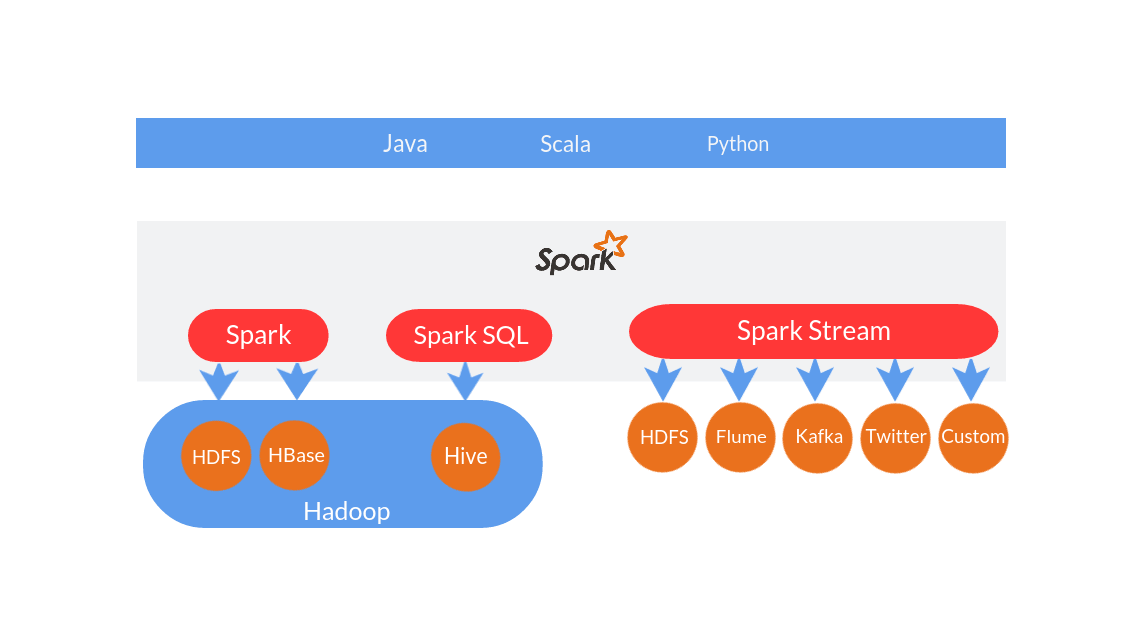 Java Scala Python
Spark
Spark Spark SQL Spark Stream
HDFS HBase Hive HDFS Flume Kafka Twitter Custom
Hadoop